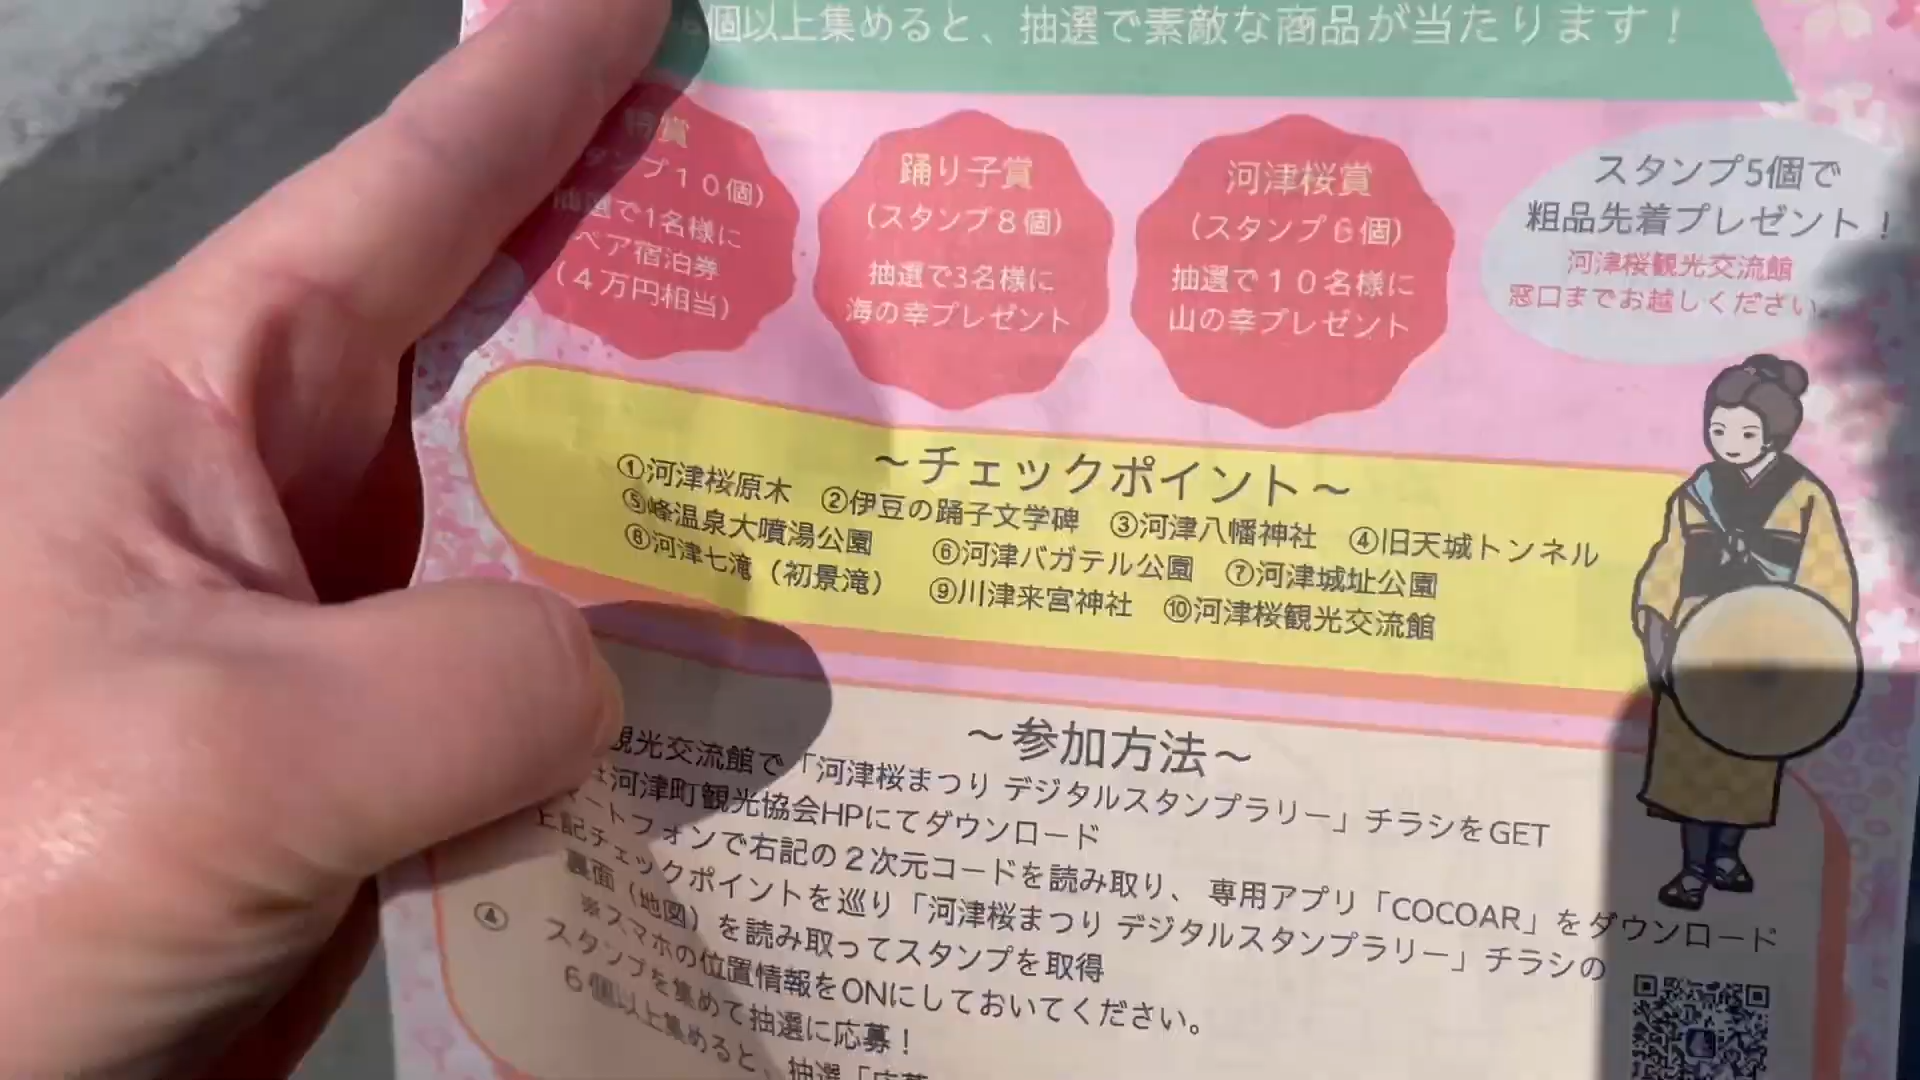 個以上集めると、抽選で素敵な商品が当たります！
賞
タンプ１０個）
抽選で1名様に
ペア宿泊券
（４万円相当）
踊り子賞
（スタンプ８個）
抽選で3名様に
海の幸プレゼント
河津桜賞
（スタンプ６個）
抽選で１０名様に
山の幸プレゼント
スタンプ5個で
粗品先着プレゼント！
河津桜観光交流館
窓口までお越しください。
～チェックポイント～
①河津桜原木 ②伊豆の踊子文学碑 ③河津八幡神社 ④旧天城トンネル
⑤峰温泉大噴湯公園 ⑥河津バガテル公園 ⑦河津城址公園
⑧河津七滝（初景滝） ⑨川津来宮神社 ⑩河津桜観光交流館
～参加方法～
観光交流館で「河津桜まつり デジタルスタンプラリー」チラシをGET
は河津町観光協会HPにてダウンロード
ートフォンで右記の２次元コードを読み取り、専用アプリ「COCOAR」をダウンロード
上記チェックポイントを巡り「河津桜まつり デジタルスタンプラリー」チラシの
裏面（地図）を読み取ってスタンプを取得
※スマホの位置情報をONにしておいてください。
④ スタンプを集めて抽選に応募！
６個以上集めると、抽選「応募